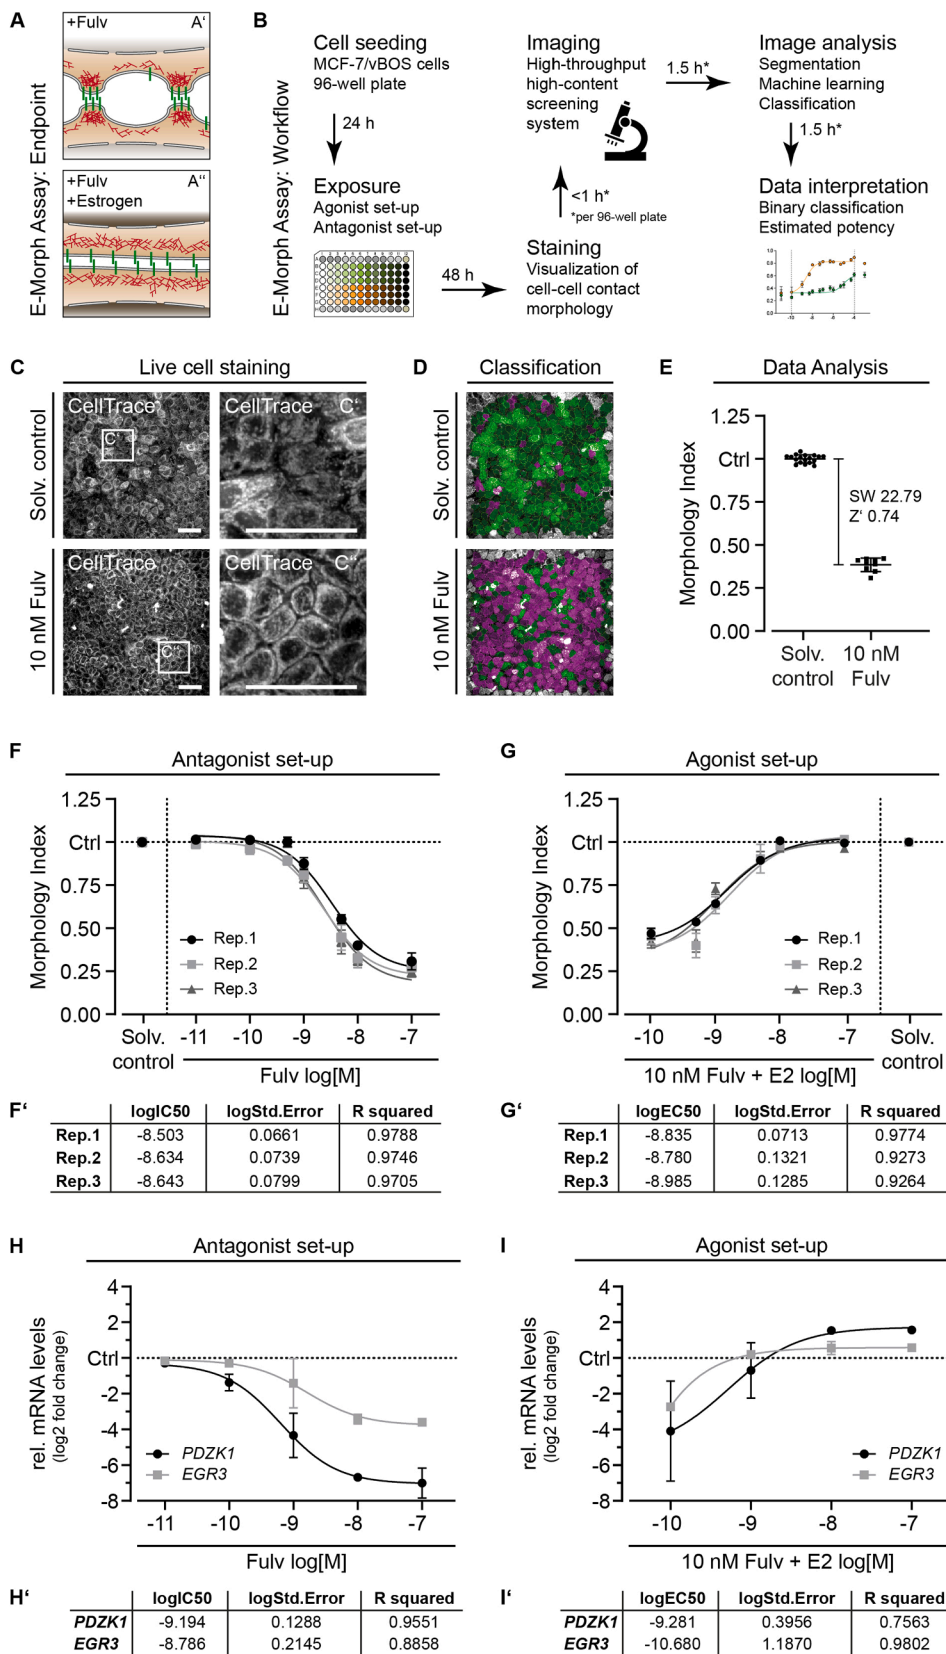 A
E-Morph Assay: Endpoint
+Fulv
A‘
+Fulv
+Estrogen
A“
B
E-Morph Assay: Workflow
Cell seeding
MCF-7/vBOS cells
96-well plate
24 h
Exposure
Agonist set-up
Antagonist set-up
48 h
Staining
Visualization of
cell-cell contact
morphology
<1 h*
*per 96-well plate
Imaging
High-throughput
high-content
screening
system
1.5 h*
Image analysis
Segmentation
Machine learning
Classification
1.5 h*
Data interpretation
Binary classification
Estimated potency
C
Live cell staining
Solv. control
CellTrace
C‘
CellTrace
C‘
10 nM Fulv
CellTrace
C“
CellTrace
C“
D
Classification
Solv. control
10 nM Fulv
E
Data Analysis
Morphology Index
1.25
Ctrl
0.75
0.50
0.25
0.00
SW 22.79
Z‘ 0.74
Solv.
control
10 nM
Fulv
F
Antagonist set-up
Morphology Index
1.25
Ctrl
0.75
0.50
0.25
0.00
Rep.1
Rep.2
Rep.3
Solv.
control
-11 -10 -9 -8 -7
Fulv log[M]
G
Agonist set-up
Morphology Index
1.25
Ctrl
0.75
0.50
0.25
0.00
Rep.1
Rep.2
Rep.3
-10 -9 -8 -7
Solv.
control
10 nM Fulv + E2 log[M]
F‘
logIC50 logStd.Error R squared
Rep.1 -8.503 0.0661 0.9788
Rep.2 -8.634 0.0739 0.9746
Rep.3 -8.643 0.0799 0.9705
G‘
logEC50 logStd.Error R squared
Rep.1 -8.835 0.0713 0.9774
Rep.2 -8.780 0.1321 0.9273
Rep.3 -8.985 0.1285 0.9264
H
Antagonist set-up
rel. mRNA levels
(log2 fold change)
4
2
Ctrl
-2
-4
-6
-8
PDZK1
EGR3
-11 -10 -9 -8 -7
Fulv log[M]
I
Agonist set-up
rel. mRNA levels
(log2 fold change)
4
2
Ctrl
-2
-4
-6
-8
PDZK1
EGR3
-10 -9 -8 -7
10 nM Fulv + E2 log[M]
H‘
logIC50 logStd.Error R squared
PDZK1 -9.194 0.1288 0.9551
EGR3 -8.786 0.2145 0.8858
I‘
logEC50 logStd.Error R squared
PDZK1 -9.281 0.3956 0.7563
EGR3 -10.680 1.1870 0.9802